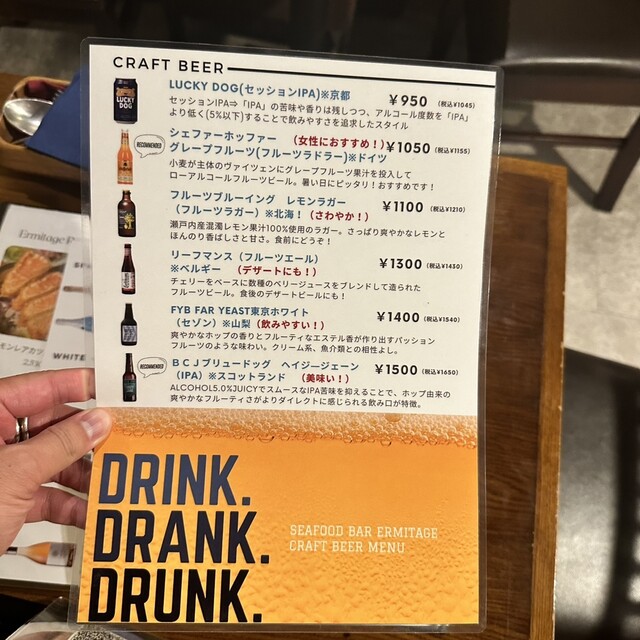 CRAFT BEER
LUCKY DOG(セッションIPA)※京都
￥950 (税込¥1045)
セッションIPA⇒「IPA」の苦味や香りは残しつつ、アルコール度数を「IPA」
より低く(5%以下)することで飲みやすさを追求したスタイル
LUCKY
DOG
RECOMMENDED
シェファーホッファー （女性におすすめ！）
グレープフルーツ(フルーツラドラー)※ドイツ
￥1050 (税込¥1155)
小麦が主体のヴァイツェンにグレープフルーツ果汁を投入して
ローアルコールフルーツビール。暑い日にピッタリ！おすすめです！
フルーツブルーイング レモンラガー
（フルーツラガー）※北海！（さわやか！）
￥1100 (税込¥1210)
瀬戸内産混濁レモン果汁100%使用のラガー。さっぱり爽やかなレモンと
ほんのり香ばしさと甘さ。食前にどうぞ！
リーフマンス（フルーツエール）
※ベルギー （デザートにも！）
￥1300 (税込¥1430)
チェリーをベースに数種のベリージュースをブレンドして造られた
フルーツビール。食後のデザートビールにも！
FYB FAR YEAST東京ホワイト
（セゾン）※山梨（飲みやすい！）
￥1400 (税込¥1540)
爽やかなホップの香りとフルーティなエステル香が作り出すパッション
フルーツのような味わい。クリーム系、魚介類との相性よし。
RECOMMENDED
ＢＣＪブリュードッグ ヘイジ―ジェーン
（IPA）※スコットランド （美味い！）
￥1500 (税込¥1650)
ALCOHOL5.0%JUICYでスムースなIPA苦味を抑えることで、ホップ由来の
爽やかなフルーティさがよりダイレクトに感じられる飲み口が特徴。
DRINK.
DRANK.
DRUNK.
SEAFOOD BAR ERMITAGE
CRAFT BEER MENU
Ermitage
WHITE